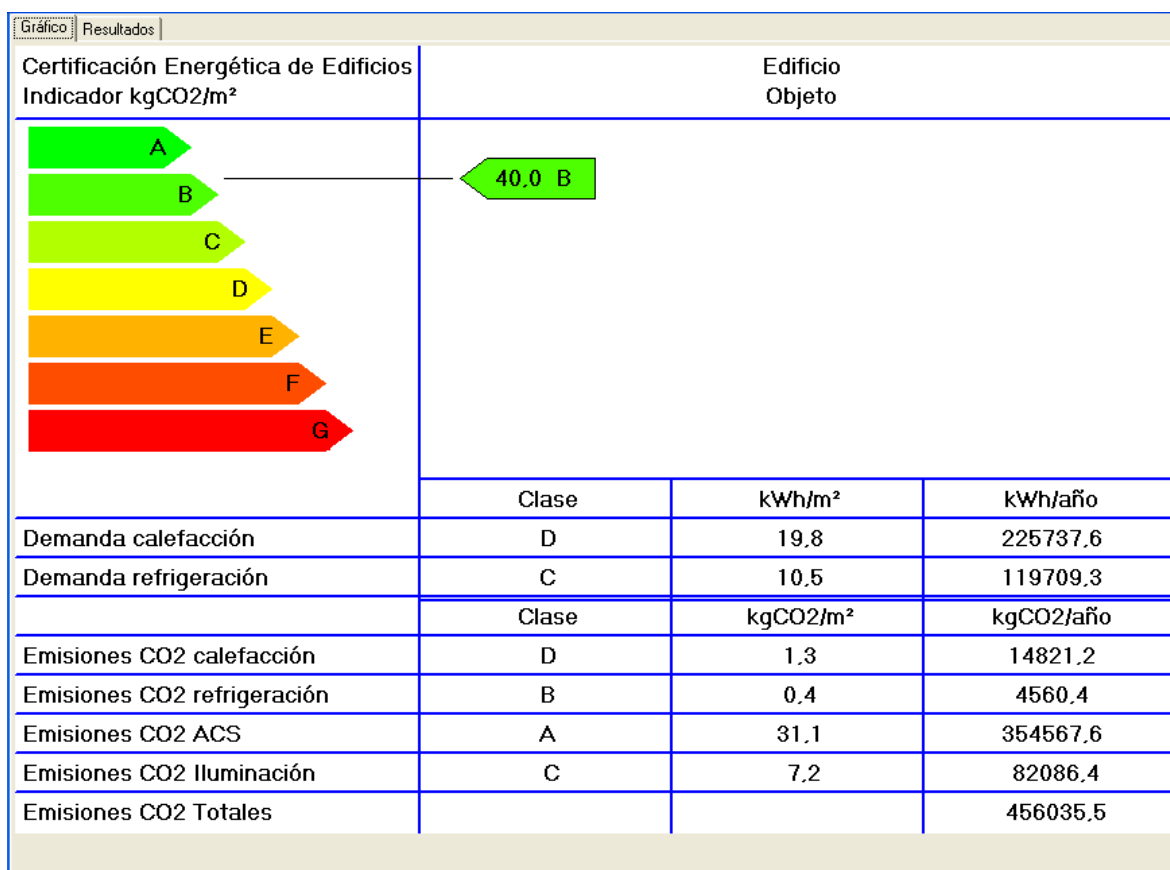 Gráfico Resultados
Certificación Energética de Edificios
Indicador kgCO2/m²
Edificio
Objeto
A
40,0 B
B
C
D
E
F
G
Clase kWh/m² kWh/año
Demanda calefacción D 19,8 225737,6
Demanda refrigeración C 10,5 119709,3
Clase kgCO2/m² kgCO2/año
Emisiones CO2 calefacción D 1,3 14821,2
Emisiones CO2 refrigeración B 0,4 4560,4
Emisiones CO2 ACS A 31,1 354567,6
Emisiones CO2 Iluminación C 7,2 82086,4
Emisiones CO2 Totales 456035,5